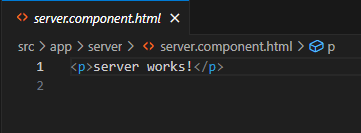 server.component.html
src > app > server > server.component.html > p
1 <p>server works!</p>
2